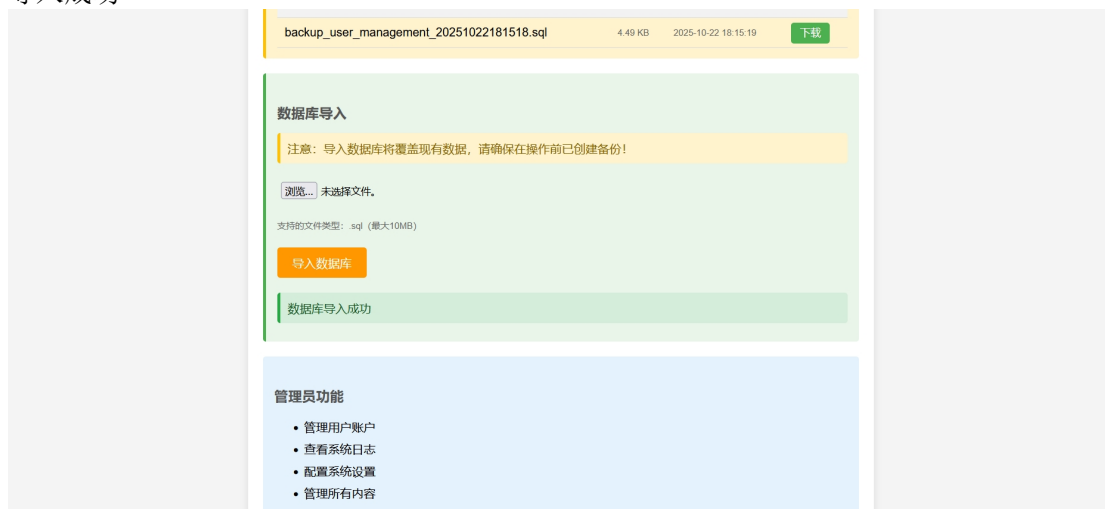 backup_user_management_20251022181518.sql 4.49 KB 2025-10-22 18:15:19 下载
数据库导入
注意：导入数据库将覆盖现有数据，请确保在操作前已创建备份！
浏览... 未选择文件。
支持的文件类型：.sql（最大10MB）
导入数据库
数据库导入成功
管理员功能
• 管理用户账户
• 查看系统日志
• 配置系统设置
• 管理所有内容